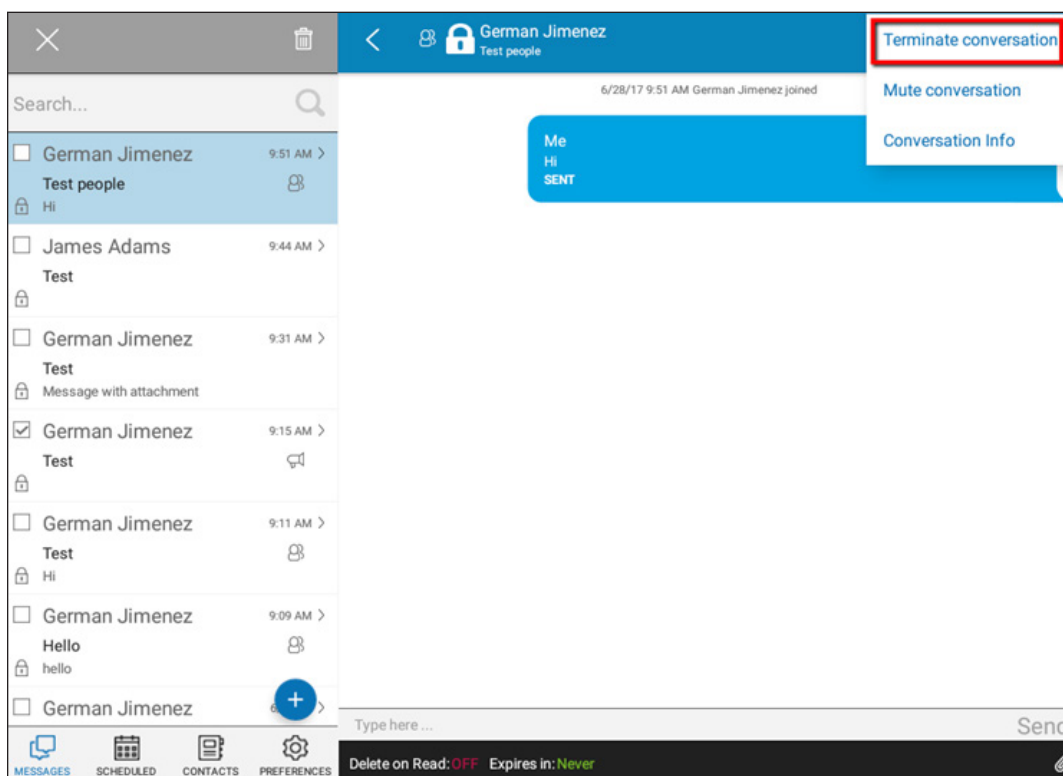 Search...
German Jimenez 9:51 AM
Test people
Hi
James Adams 9:44 AM
Test
German Jimenez 9:31 AM
Test
Message with attachment
German Jimenez 9:15 AM
Test
German Jimenez 9:11 AM
Test
Hi
German Jimenez 9:09 AM
Hello
hello
German Jimenez
MESSAGES SCHEDULED CONTACTS PREFERENCES
German Jimenez
Test people
Terminate conversation
Mute conversation
Conversation Info
6/28/17 9:51 AM German Jimenez joined
Me
Hi
SENT
Type here ... Send
Delete on Read:OFF Expires in:Never